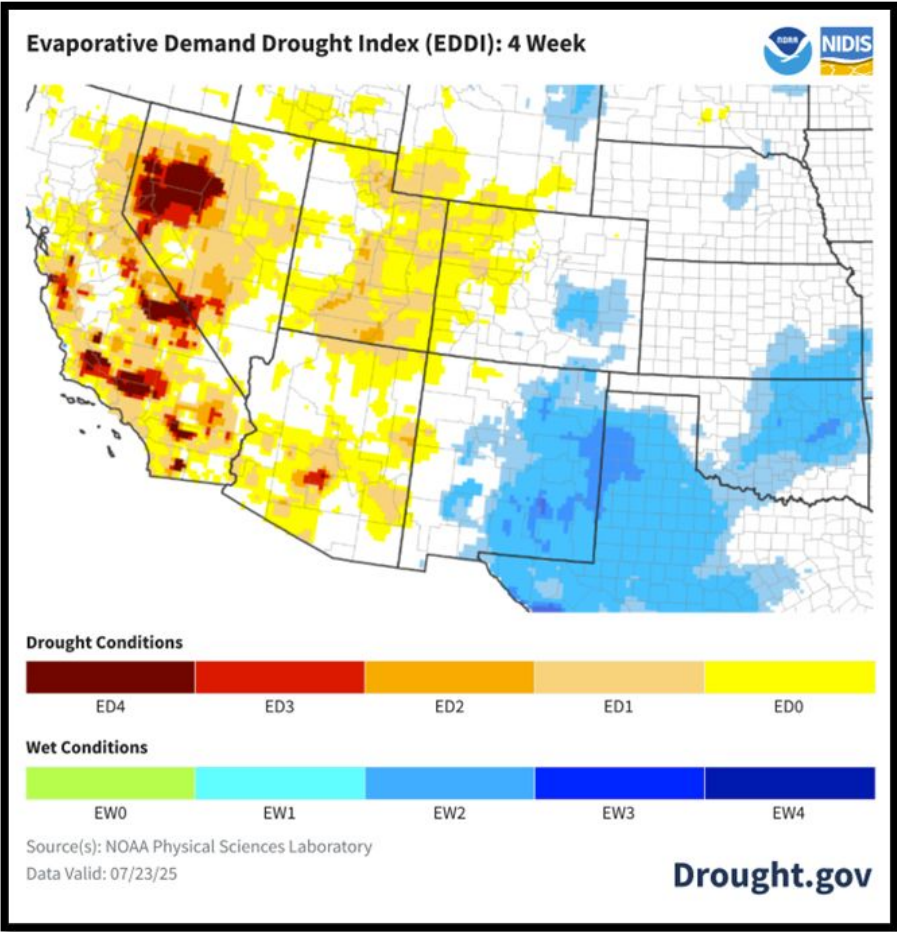 Evaporative Demand Drought Index (EDDI): 4 Week
NOAA
NIDIS
Drought Conditions
ED4 ED3 ED2 ED1 ED0
Wet Conditions
EW0 EW1 EW2 EW3 EW4
Source(s): NOAA Physical Sciences Laboratory
Data Valid: 07/23/25
Drought.gov